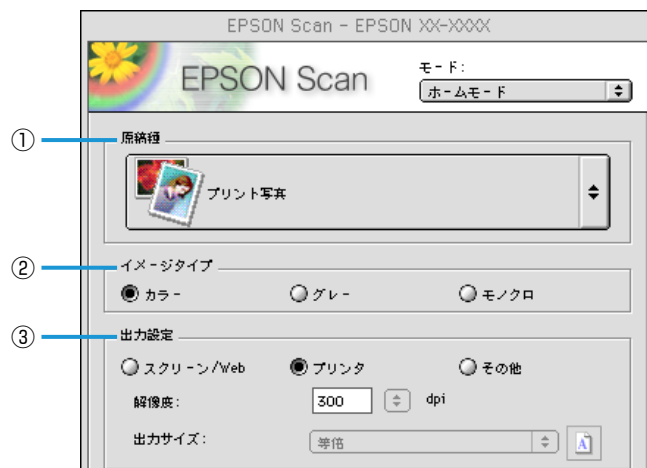 EPSON Scan - EPSON XX-XXXX
EPSON Scan
モード:
ホームモード
① 原稿種
プリント写真
② イメージタイプ
カラー グレー モノクロ
③ 出力設定
スクリーン/Web プリンタ その他
解像度: 300 dpi
出力サイズ: 等倍 A